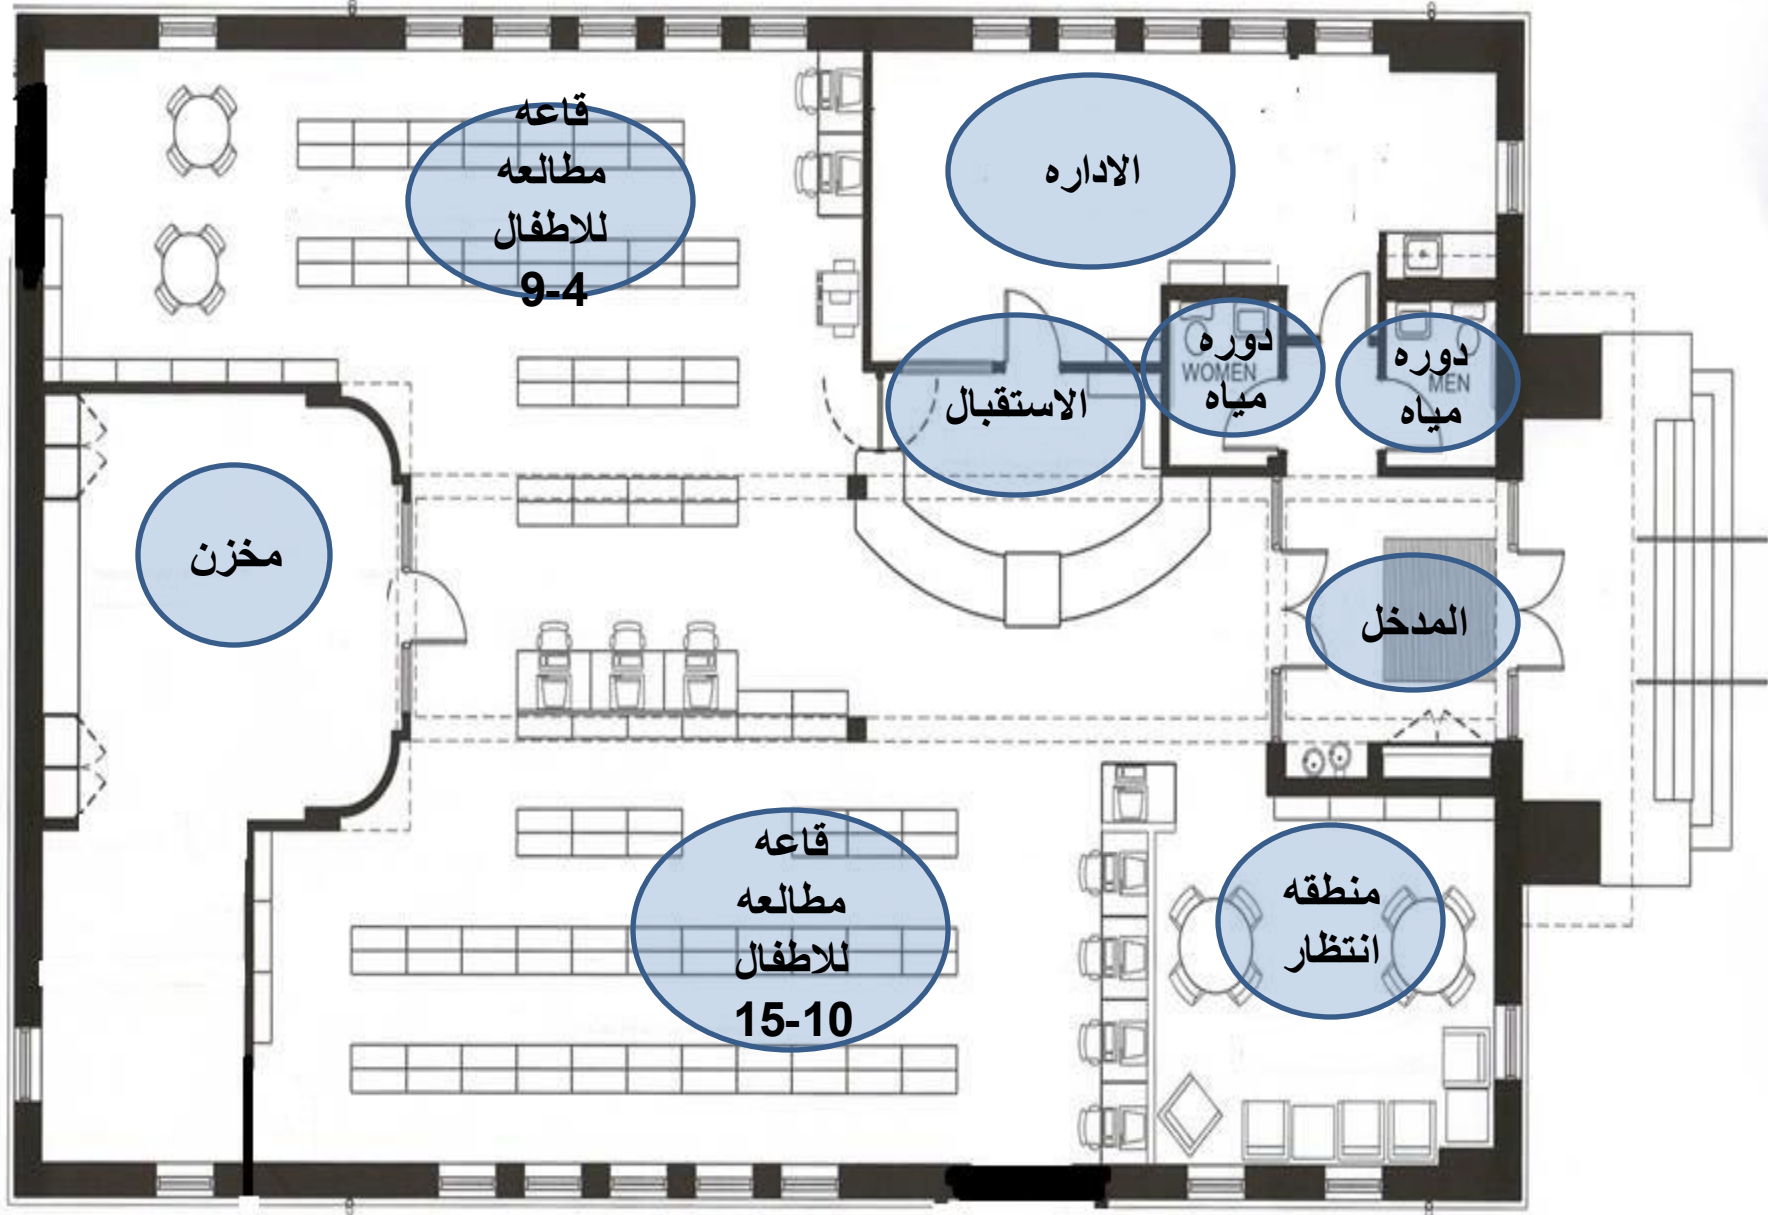 قاعه
مطالعه
للاطفال
9-4
الاداره
دوره
مياه
WOMEN
دوره
مياه
MEN
الاستقبال
مخزن
المدخل
قاعه
مطالعه
للاطفال
15-10
منطقه
انتظار